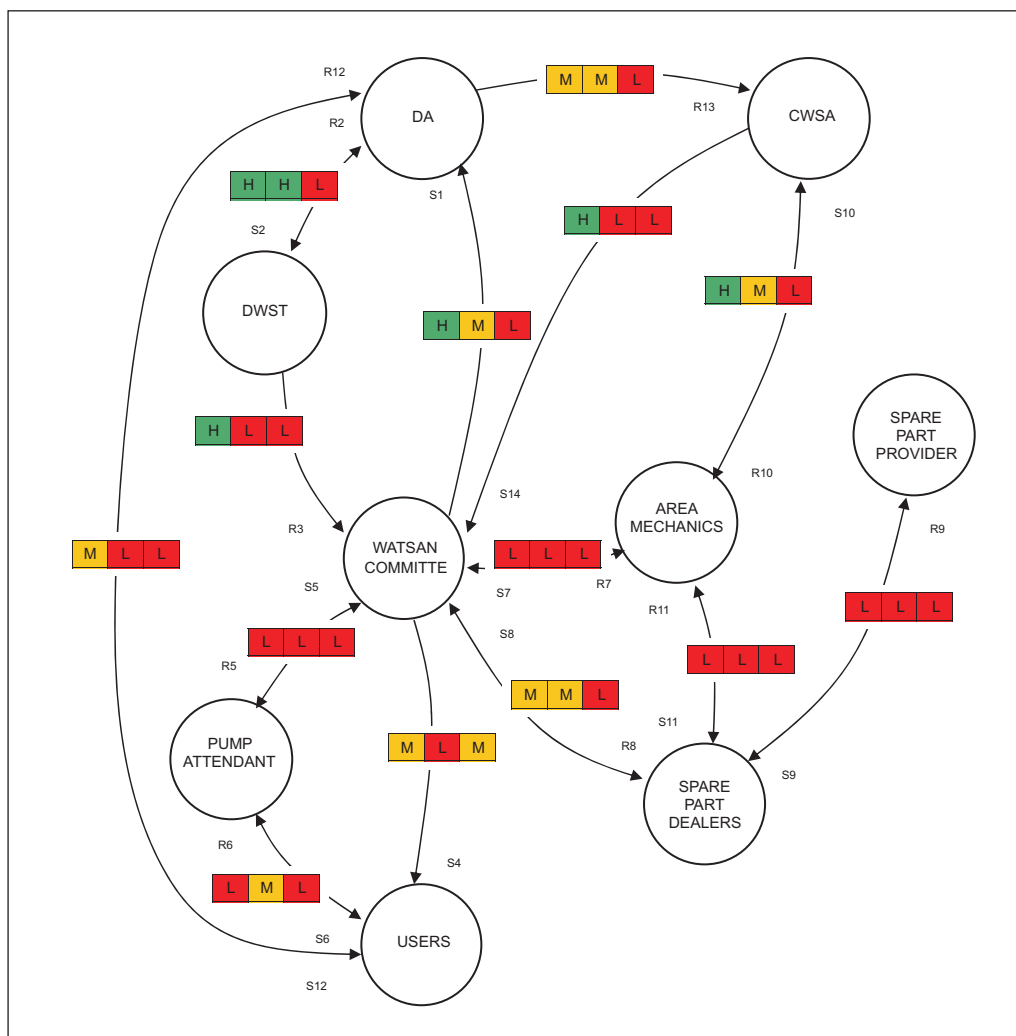 R12
DA
M M L
R13
CWSA
R2
H H L
S1
S2
H L L
S10
DWST
H M L
H M L
H L L
SPARE
PART
PROVIDER
R10
S14
AREA
MECHANICS
R3
WATSAN
COMMITTE
L L L
R9
M L L
S5
S7
R7
R11
L L L
L L L
S8
R5
L L L
M M L
S11
PUMP
ATTENDANT
M L M
R8
S9
SPARE
PART
DEALERS
R6
S4
L M L
S6
USERS
S12